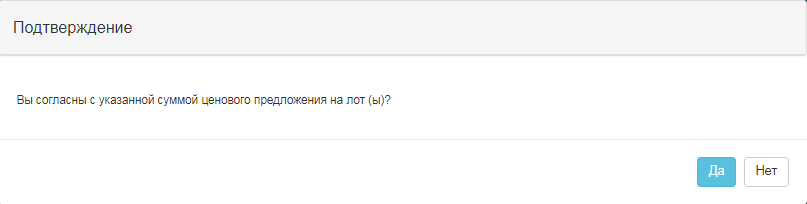 Подтверждение
Вы согласны с указанной суммой ценового предложения на лот (ы)?
Да Нет